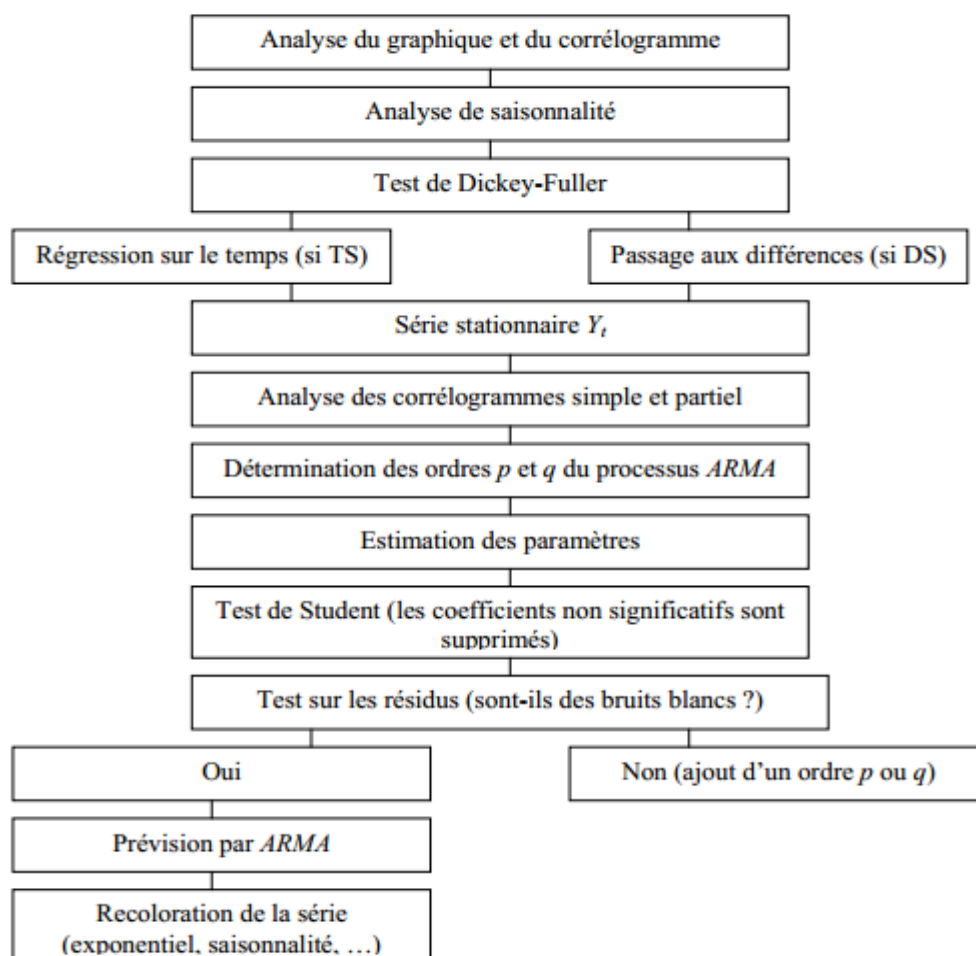 Analyse du graphique et du corrélogramme
Analyse de saisonnalité
Test de Dickey-Fuller
Régression sur le temps (si TS)
Passage aux différences (si DS)
Série stationnaire Yt
Analyse des corrélogrammes simple et partiel
Détermination des ordres p et q du processus ARMA
Estimation des paramètres
Test de Student (les coefficients non significatifs sont
supprimés)
Test sur les résidus (sont-ils des bruits blancs ?)
Oui
Non (ajout d’un ordre p ou q)
Prévision par ARMA
Recoloration de la série
(exponentiel, saisonnalité, …)